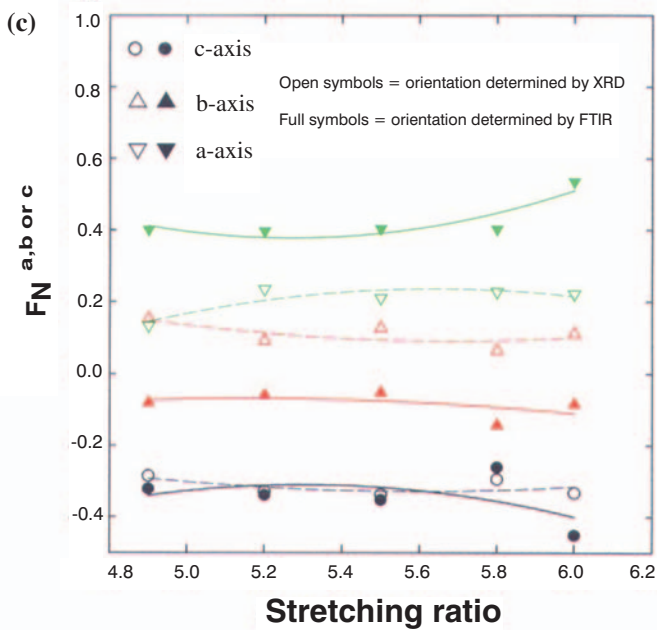 (c)
1.0
0.8
0.6
0.4
0.2
0.0
-0.2
-0.4
c-axis
b-axis
a-axis
Open symbols = orientation determined by XRD
Full symbols = orientation determined by FTIR
FN a,b or c
4.8 5.0 5.2 5.4 5.6 5.8 6.0 6.2
Stretching ratio